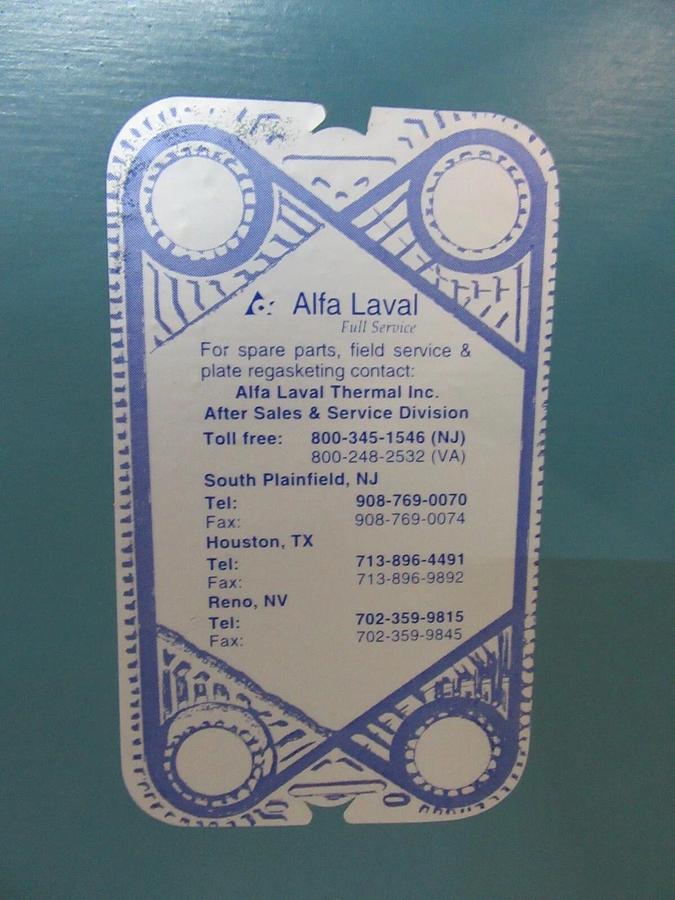 Alfa Laval
Full Service
For spare parts, field service &
plate regasketing contact:
Alfa Laval Thermal Inc.
After Sales & Service Division
Toll free: 800-345-1546 (NJ)
800-248-2532 (VA)
South Plainfield, NJ
Tel: 908-769-0070
Fax: 908-769-0074
Houston, TX
Tel: 713-896-4491
Fax: 713-896-9892
Reno, NV
Tel: 702-359-9815
Fax: 702-359-9845